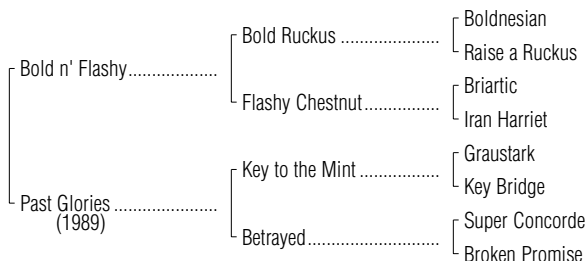 Boldnesian
Bold Ruckus ....................
Raise a Ruckus
Bold n' Flashy..................
Briartic
Flashy Chestnut...............
Iran Harriet
Graustark
Key to the Mint ................
Key Bridge
Past Glories .....................
(1989)
Super Concorde
Betrayed..........................
Broken Promise